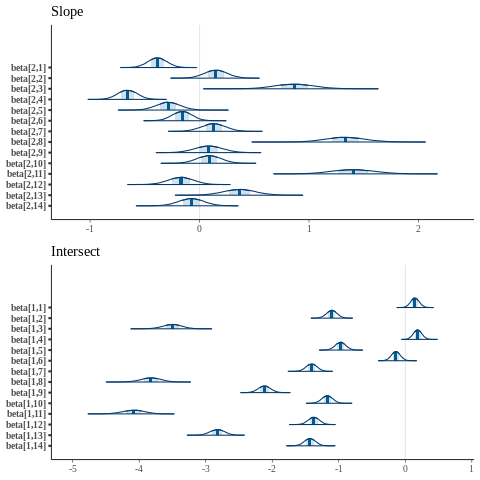 Slope
beta[2,1]
beta[2,2]
beta[2,3]
beta[2,4]
beta[2,5]
beta[2,6]
beta[2,7]
beta[2,8]
beta[2,9]
beta[2,10]
beta[2,11]
beta[2,12]
beta[2,13]
beta[2,14]
-1 0 1 2
Intersect
beta[1,1]
beta[1,2]
beta[1,3]
beta[1,4]
beta[1,5]
beta[1,6]
beta[1,7]
beta[1,8]
beta[1,9]
beta[1,10]
beta[1,11]
beta[1,12]
beta[1,13]
beta[1,14]
-5 -4 -3 -2 -1 0 1